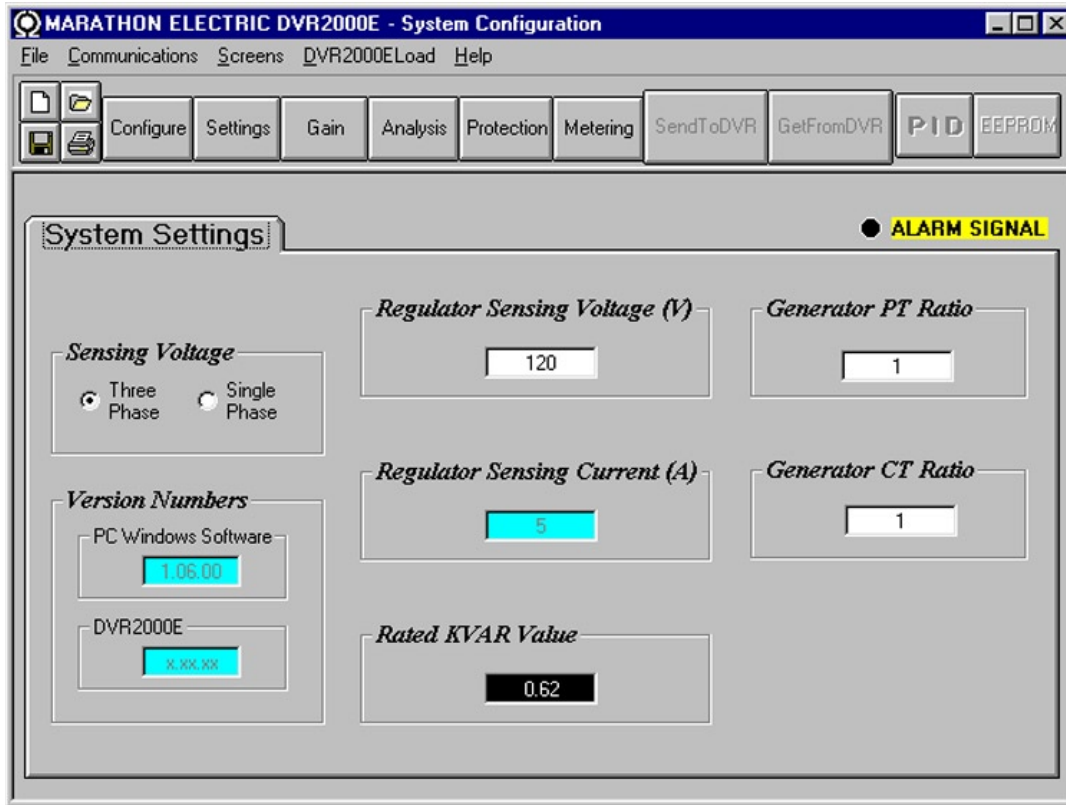 MARATHON ELECTRIC DVR2000E - System Configuration
File Communications Screens DVR2000ELoad Help
Configure Settings Gain Analysis Protection Metering SendToDVR GetFromDVR PID EEPROM
System Settings
ALARM SIGNAL
Sensing Voltage
Three Phase
Single Phase
Version Numbers
PC Windows Software
1.06.00
DVR2000E
x.xx.xx
Regulator Sensing Voltage (V)
120
Regulator Sensing Current (A)
5
Rated KVAR Value
0.62
Generator PT Ratio
1
Generator CT Ratio
1